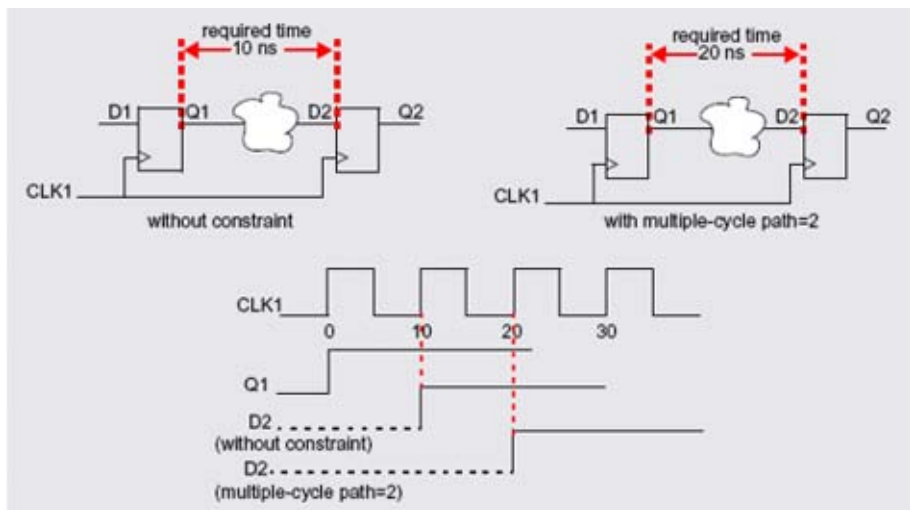 required time
10 ns
required time
20 ns
D1 Q1 D2 Q2
D1 Q1 D2 Q2
CLK1
CLK1
without constraint
with multiple-cycle path=2
CLK1
0 10 20 30
Q1
D2
(without constraint)
D2
(multiple-cycle path=2)